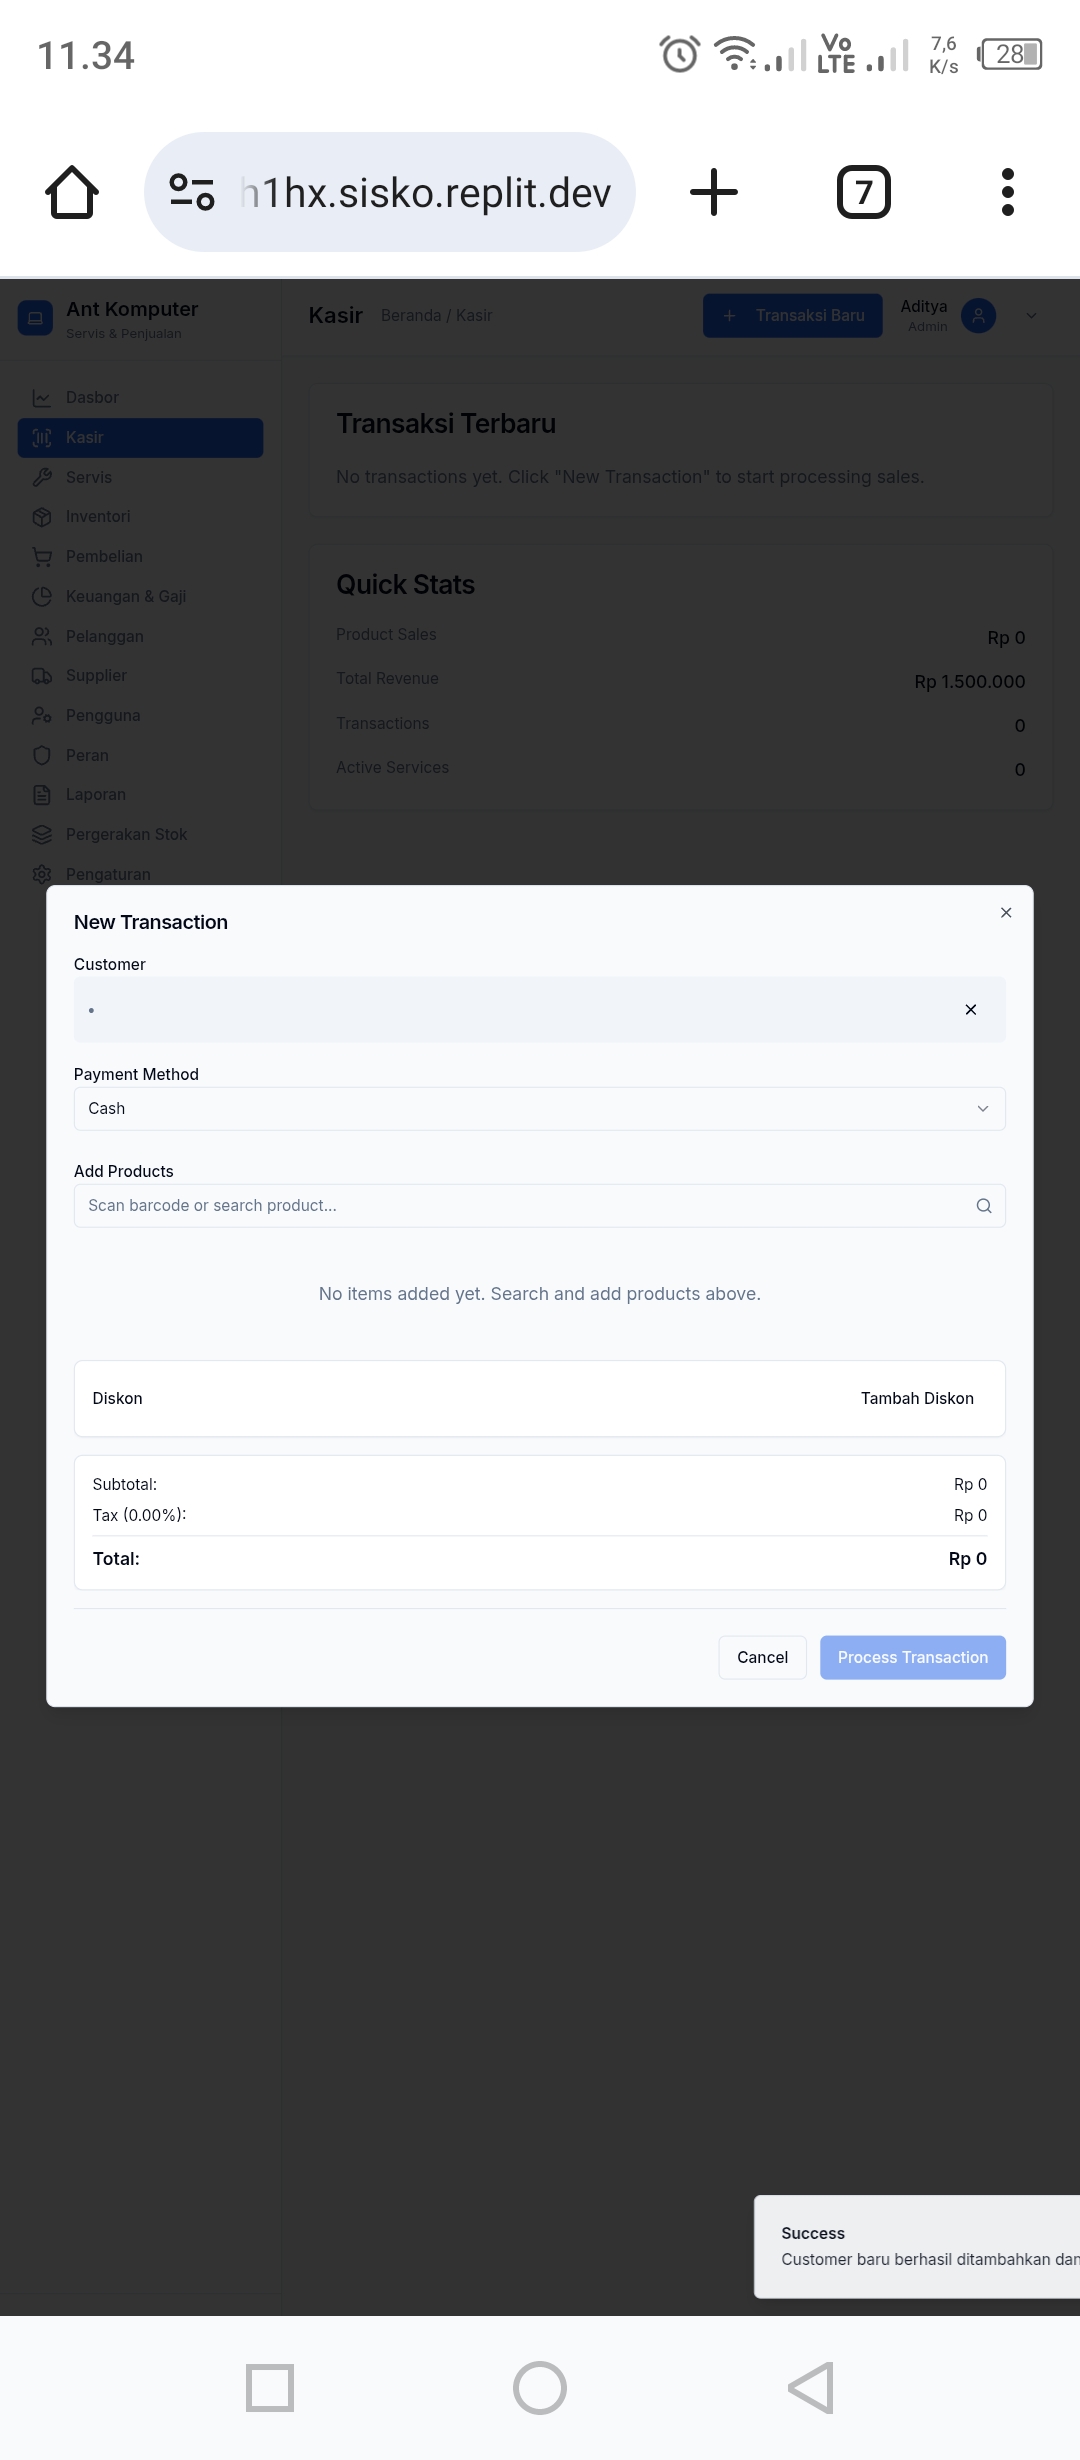 11.34
Vo
LTE
7,6
K/s
28
h1hx.sisko.replit.dev
7
Ant Komputer
Servis & Penjualan
Kasir
Beranda / Kasir
Transaksi Baru
Aditya
Admin
Dasbor
Kasir
Servis
Inventori
Pembelian
Keuangan & Gaji
Pelanggan
Supplier
Pengguna
Peran
Laporan
Pergerakan Stok
Pengaturan
Transaksi Terbaru
No transactions yet. Click "New Transaction" to start processing sales.
Quick Stats
Product Sales
Rp 0
Total Revenue
Rp 1.500.000
Transactions
0
Active Services
0
New Transaction
Customer
•
Payment Method
Cash
Add Products
Scan barcode or search product...
No items added yet. Search and add products above.
Diskon
Tambah Diskon
Subtotal:
Rp 0
Tax (0.00%):
Rp 0
Total:
Rp 0
Cancel
Process Transaction
Success
Customer baru berhasil ditambahkan dan